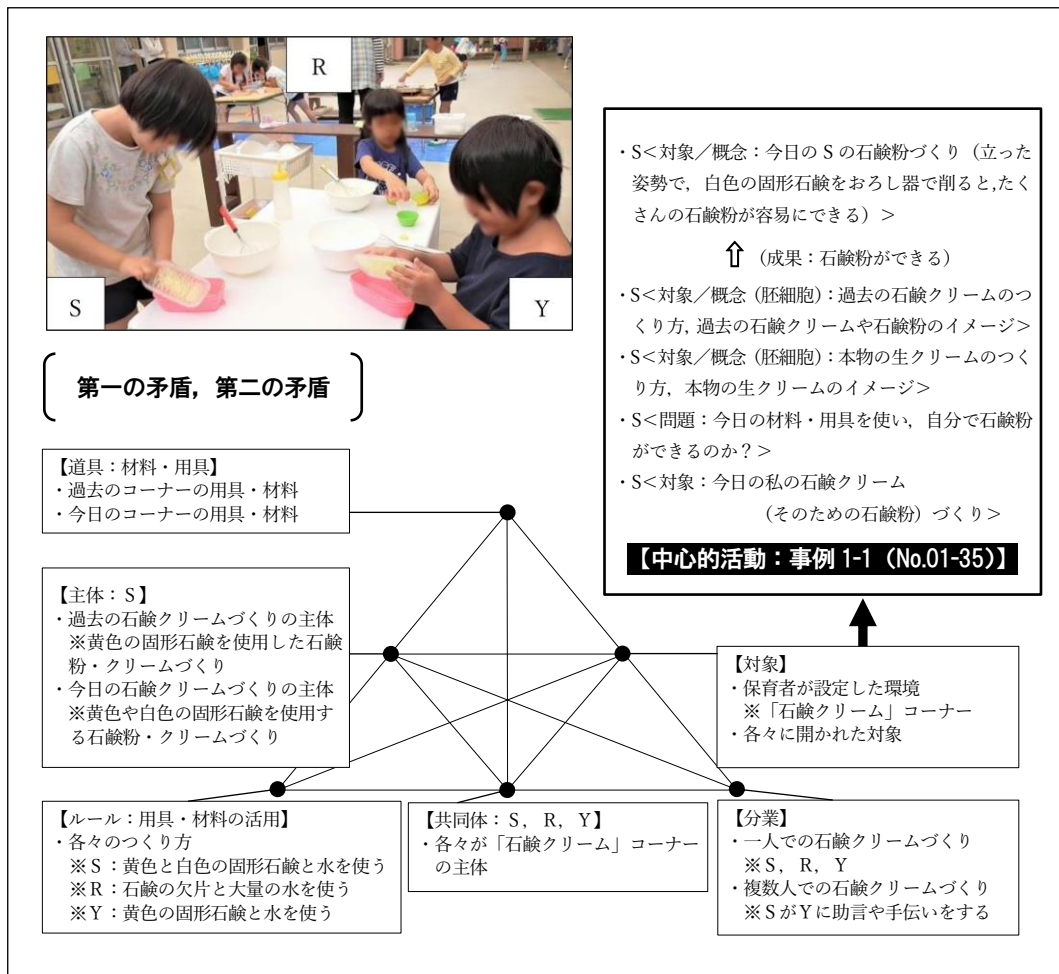 R
S
Y
・S<対象／概念：今日の S の石鹸粉づくり（立った
姿勢で，白色の固形石鹸をおろし器で削ると,たく
さんの石鹸粉が容易にできる）>
⇧（成果：石鹸粉ができる）
・S<対象/概念（胚細胞）：過去の石鹸クリームのつ
くり方，過去の石鹸クリームや石鹸粉のイメージ>
・S<対象/概念（胚細胞）：本物の生クリームのつく
り方，本物の生クリームのイメージ>
・S<問題：今日の材料・用具を使い，自分で石鹸粉
ができるのか？>
・S<対象：今日の私の石鹸クリーム
（そのための石鹸粉）づくり>
【中心的活動：事例 1-1（No.01-35）】
第一の矛盾，第二の矛盾
【道具：材料・用具】
・過去のコーナーの用具・材料
・今日のコーナーの用具・材料
【主体：S】
・過去の石鹸クリームづくりの主体
※黄色の固形石鹸を使用した石鹸
粉・クリームづくり
・今日の石鹸クリームづくりの主体
※黄色や白色の固形石鹸を使用す
る石鹸粉・クリームづくり
【対象】
・保育者が設定した環境
※「石鹸クリーム」コーナー
・各々に開かれた対象
【ルール：用具・材料の活用】
・各々のつくり方
※S：黄色と白色の固形石鹸と水を使う
※R：石鹸の欠片と大量の水を使う
※Y：黄色の固形石鹸と水を使う
【共同体：S，R，Y】
・各々が「石鹸クリーム」コーナー
の主体
【分業】
・一人での石鹸クリームづくり
※S，R，Y
・複数人での石鹸クリームづくり
※SがYに助言や手伝いをする